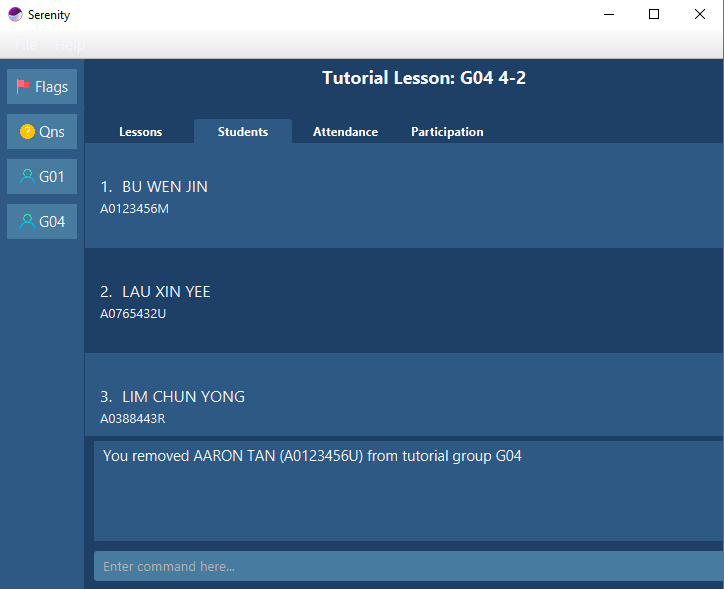 Serenity
File Help
Tutorial Lesson: G04 4-2
Flags
Qns
G01
G04
Lessons Students Attendance Participation
1. BU WEN JIN
A0123456M
2. LAU XIN YEE
A0765432U
3. LIM CHUN YONG
A0388443R
You removed AARON TAN (A0123456U) from tutorial group G04
Enter command here...